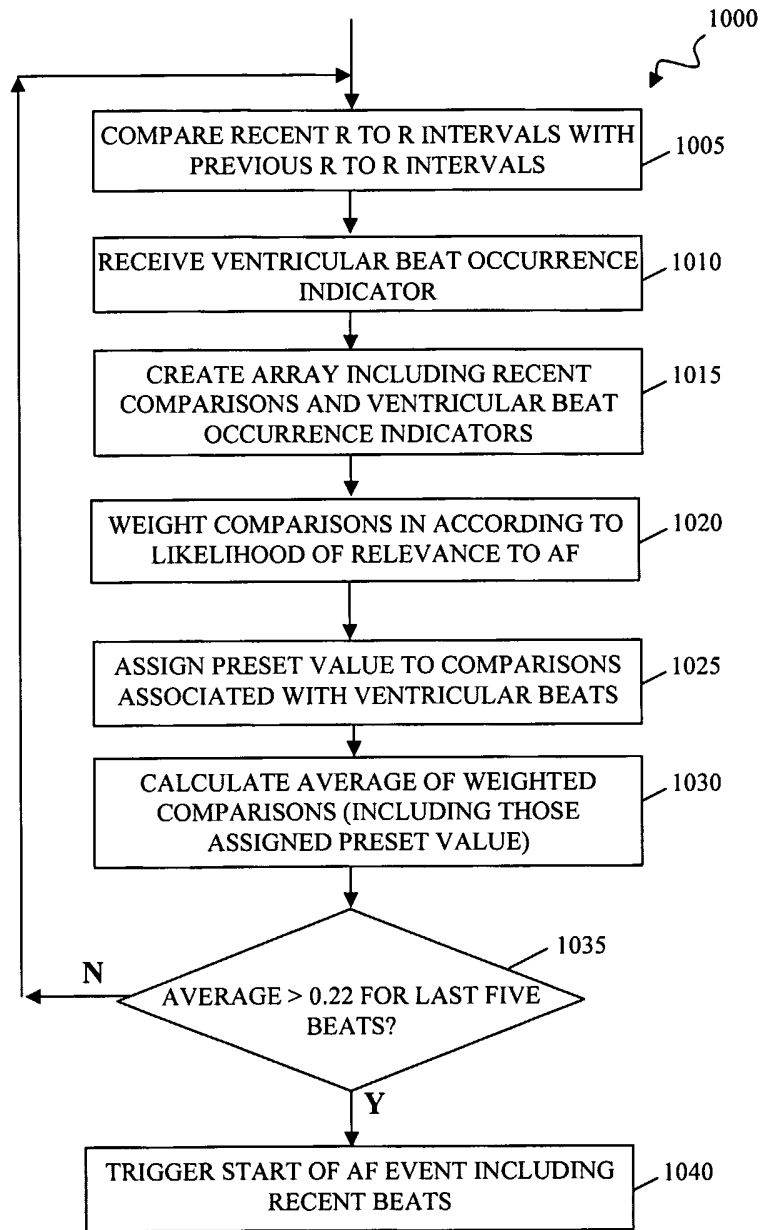 1000
COMPARE RECENT R TO R INTERVALS WITH
PREVIOUS R TO R INTERVALS
1005
RECEIVE VENTRICULAR BEAT OCCURRENCE
INDICATOR
1010
CREATE ARRAY INCLUDING RECENT
COMPARISONS AND VENTRICULAR BEAT
OCCURRENCE INDICATORS
1015
WEIGHT COMPARISONS IN ACCORDING TO
LIKELIHOOD OF RELEVANCE TO AF
1020
ASSIGN PRESET VALUE TO COMPARISONS
ASSOCIATED WITH VENTRICULAR BEATS
1025
CALCULATE AVERAGE OF WEIGHTED
COMPARISONS (INCLUDING THOSE
ASSIGNED PRESET VALUE)
1030
1035
N
AVERAGE > 0.22 FOR LAST FIVE
BEATS?
Y
TRIGGER START OF AF EVENT INCLUDING
RECENT BEATS
1040